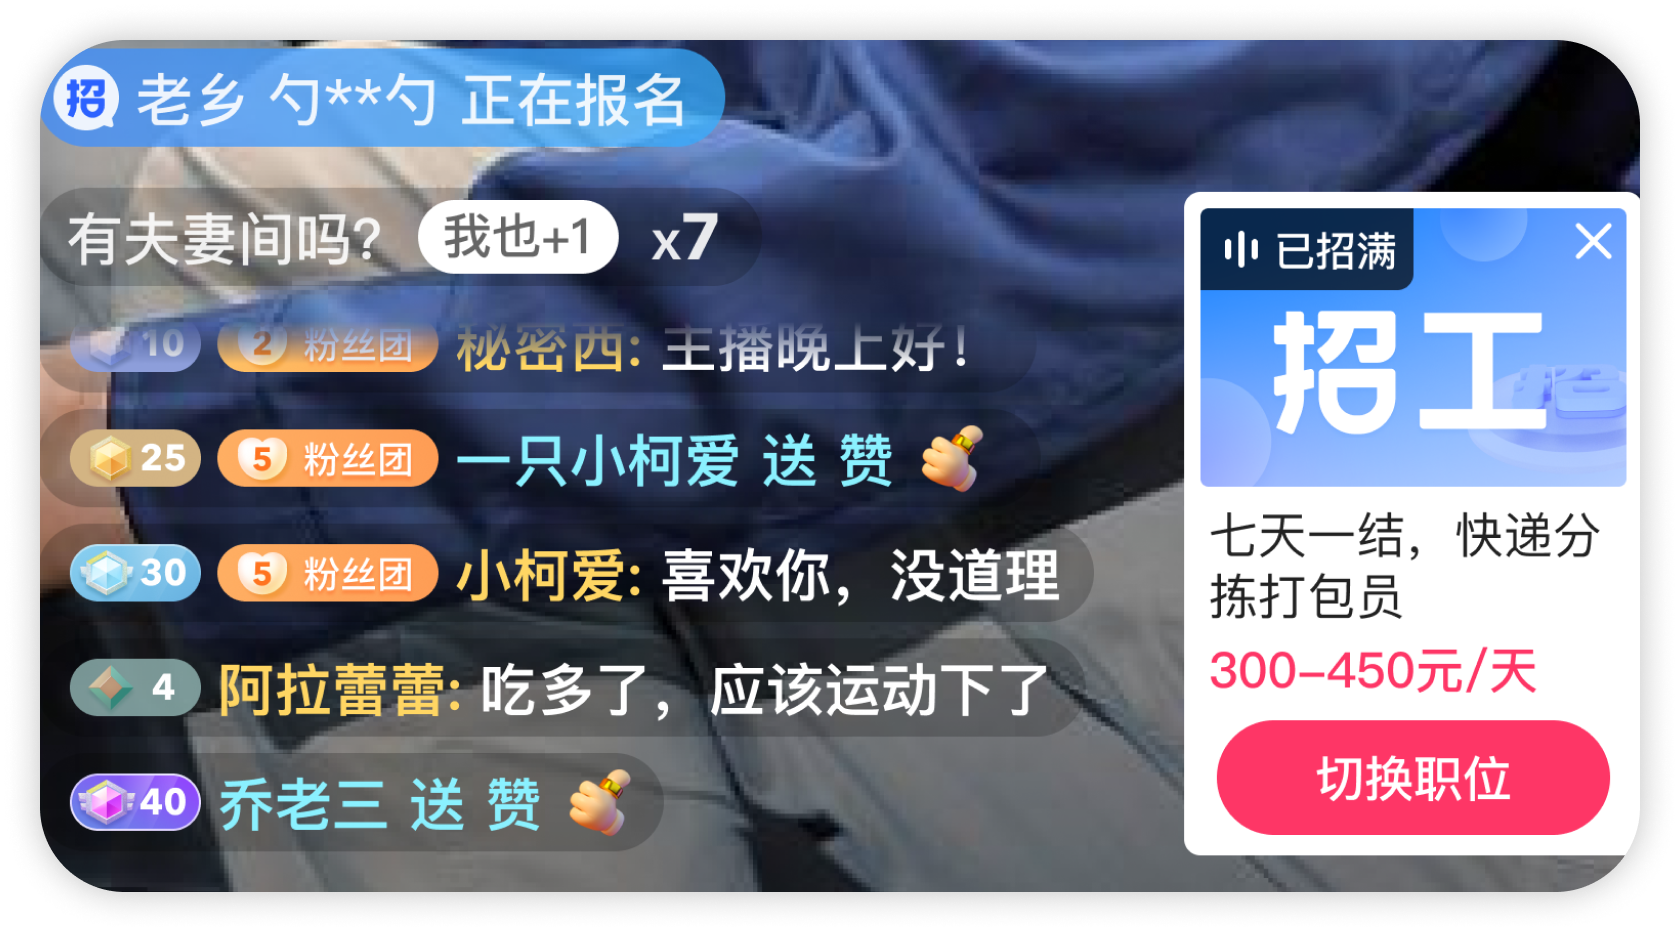 招 老乡 勺**勺 正在报名
有夫妻间吗? 我也+1 x7
10 2 粉丝团 秘密西: 主播晚上好!
25 5 粉丝团 一只小柯爱 送 赞
30 5 粉丝团 小柯爱: 喜欢你，没道理
4 阿拉蕾蕾: 吃多了，应该运动下了
40 乔老三 送 赞
已招满
招工
七天一结，快递分
拣打包员
300-450元/天
切换职位